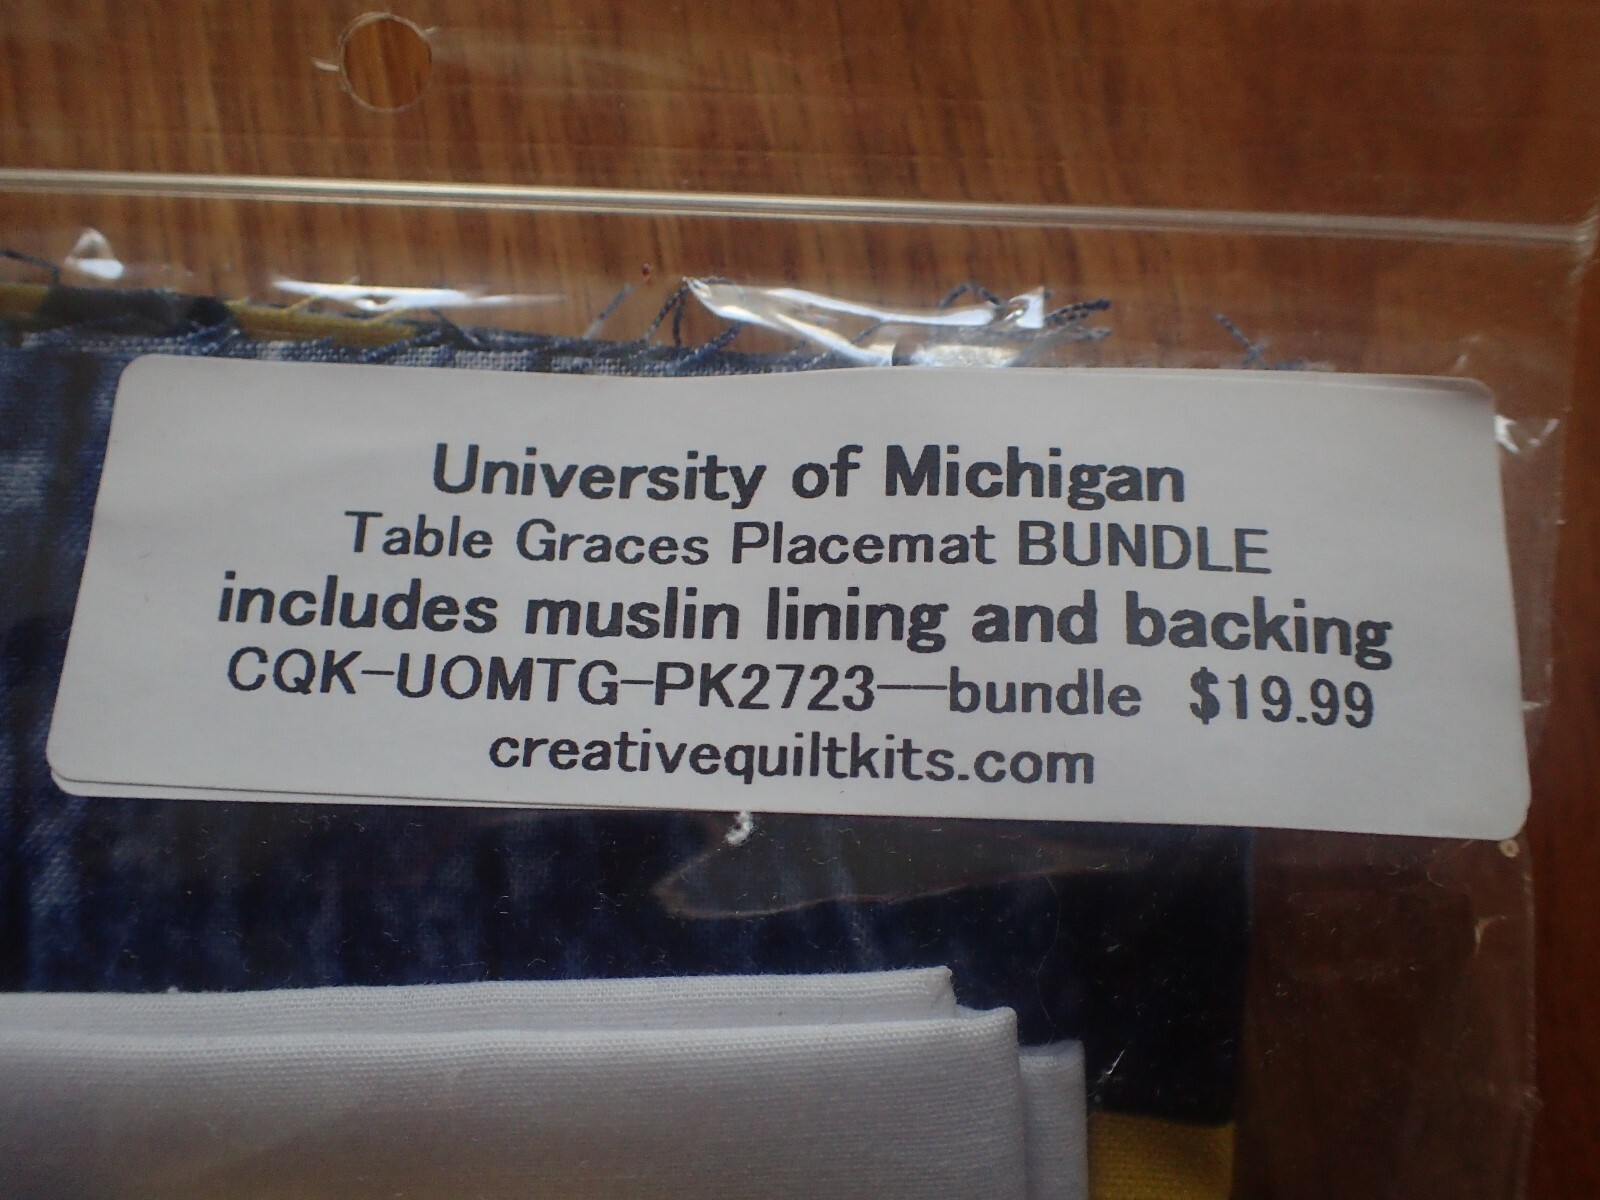 University of Michigan
Table Graces Placemat BUNDLE
includes muslin lining and backing
CQK-UOMTG-PK2723—bundle $19.99
creativequiltkits.com